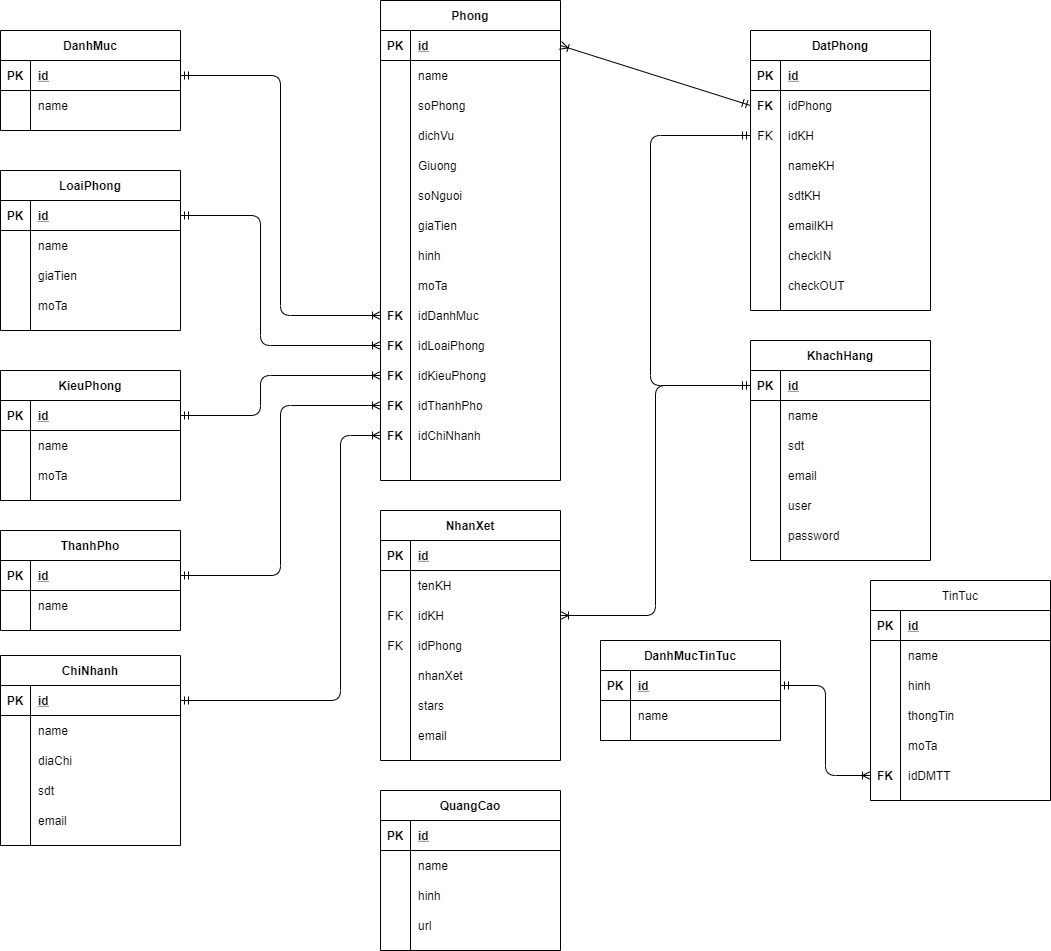 DanhMuc
PK id
name
LoaiPhong
PK id
name
giaTien
moTa
KieuPhong
PK id
name
moTa
ThanhPho
PK id
name
ChiNhanh
PK id
name
diaChi
sdt
email
Phong
PK id
name
soPhong
dichVu
Giuong
soNguoi
giaTien
hinh
moTa
FK idDanhMuc
FK idLoaiPhong
FK idKieuPhong
FK idThanhPho
FK idChiNhanh
NhanXet
PK id
tenKH
FK idKH
FK idPhong
nhanXet
stars
email
QuangCao
PK id
name
hinh
url
DatPhong
PK id
FK idPhong
FK idKH
nameKH
sdtKH
emailKH
checkIN
checkOUT
KhachHang
PK id
name
sdt
email
user
password
DanhMucTinTuc
PK id
name
TinTuc
PK id
name
hinh
thongTin
moTa
FK idDMTT